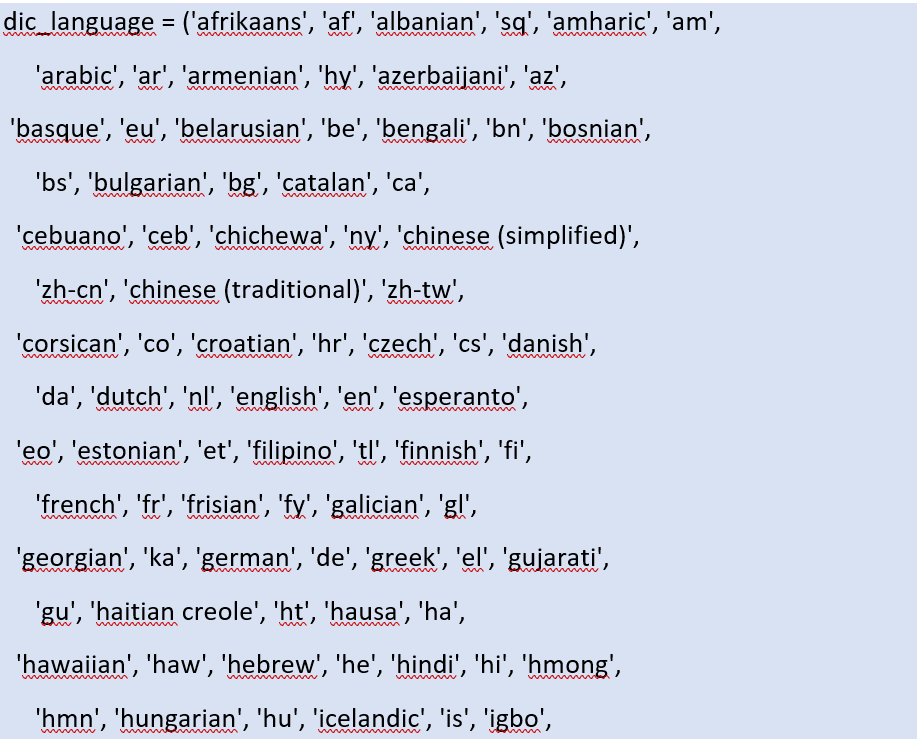 dic_language = ('afrikaans', 'af', 'albanian', 'sq', 'amharic', 'am',
'arabic', 'ar', 'armenian', 'hy', 'azerbaijani', 'az',
'basque', 'eu', 'belarusian', 'be', 'bengali', 'bn', 'bosnian',
'bs', 'bulgarian', 'bg', 'catalan', 'ca',
'cebuano', 'ceb', 'chichewa', 'ny', 'chinese (simplified)',
'zh-cn', 'chinese (traditional)', 'zh-tw',
'corsican', 'co', 'croatian', 'hr', 'czech', 'cs', 'danish',
'da', 'dutch', 'nl', 'english', 'en', 'esperanto',
'eo', 'estonian', 'et', 'filipino', 'tl', 'finnish', 'fi',
'french', 'fr', 'frisian', 'fy', 'galician', 'gl',
'georgian', 'ka', 'german', 'de', 'greek', 'el', 'gujarati',
'gu', 'haitian creole', 'ht', 'hausa', 'ha',
'hawaiian', 'haw', 'hebrew', 'he', 'hindi', 'hi', 'hmong',
'hmn', 'hungarian', 'hu', 'icelandic', 'is', 'igbo',